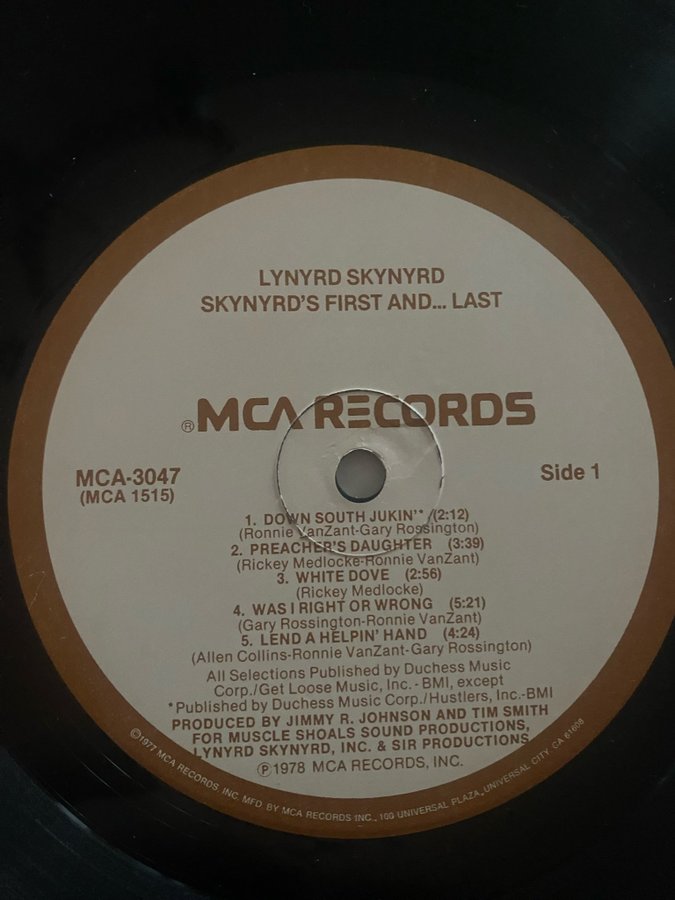 LYNYRD SKYNYRD
SKYNYRD'S FIRST AND... LAST
® MCA RECORDS
MCA-3047
(MCA 1515)
Side 1
1. DOWN SOUTH JUKIN'* (2:12)
(Ronnie VanZant-Gary Rossington)
2. PREACHER'S DAUGHTER (3:39)
(Rickey Medlocke-Ronnie VanZant)
3. WHITE DOVE (2:56)
(Rickey Medlocke)
4. WAS I RIGHT OR WRONG (5:21)
(Gary Rossington-Ronnie VanZant)
5. LEND A HELPIN' HAND (4:24)
(Allen Collins-Ronnie VanZant-Gary Rossington)
All Selections Published by Duchess Music
Corp./Get Loose Music, Inc.-BMI, except
*Published by Duchess Music Corp./Hustlers, Inc.-BMI
PRODUCED BY JIMMY R. JOHNSON AND TIM SMITH
FOR MUSCLE SHOALS SOUND PRODUCTIONS,
LYNYRD SKYNYRD, INC. & SIR PRODUCTIONS
℗ 1978 MCA RECORDS, INC.
©1977 MCA RECORDS, INC. MFD BY MCA RECORDS INC., 100 UNIVERSAL PLAZA, UNIVERSAL CITY, CA 91608